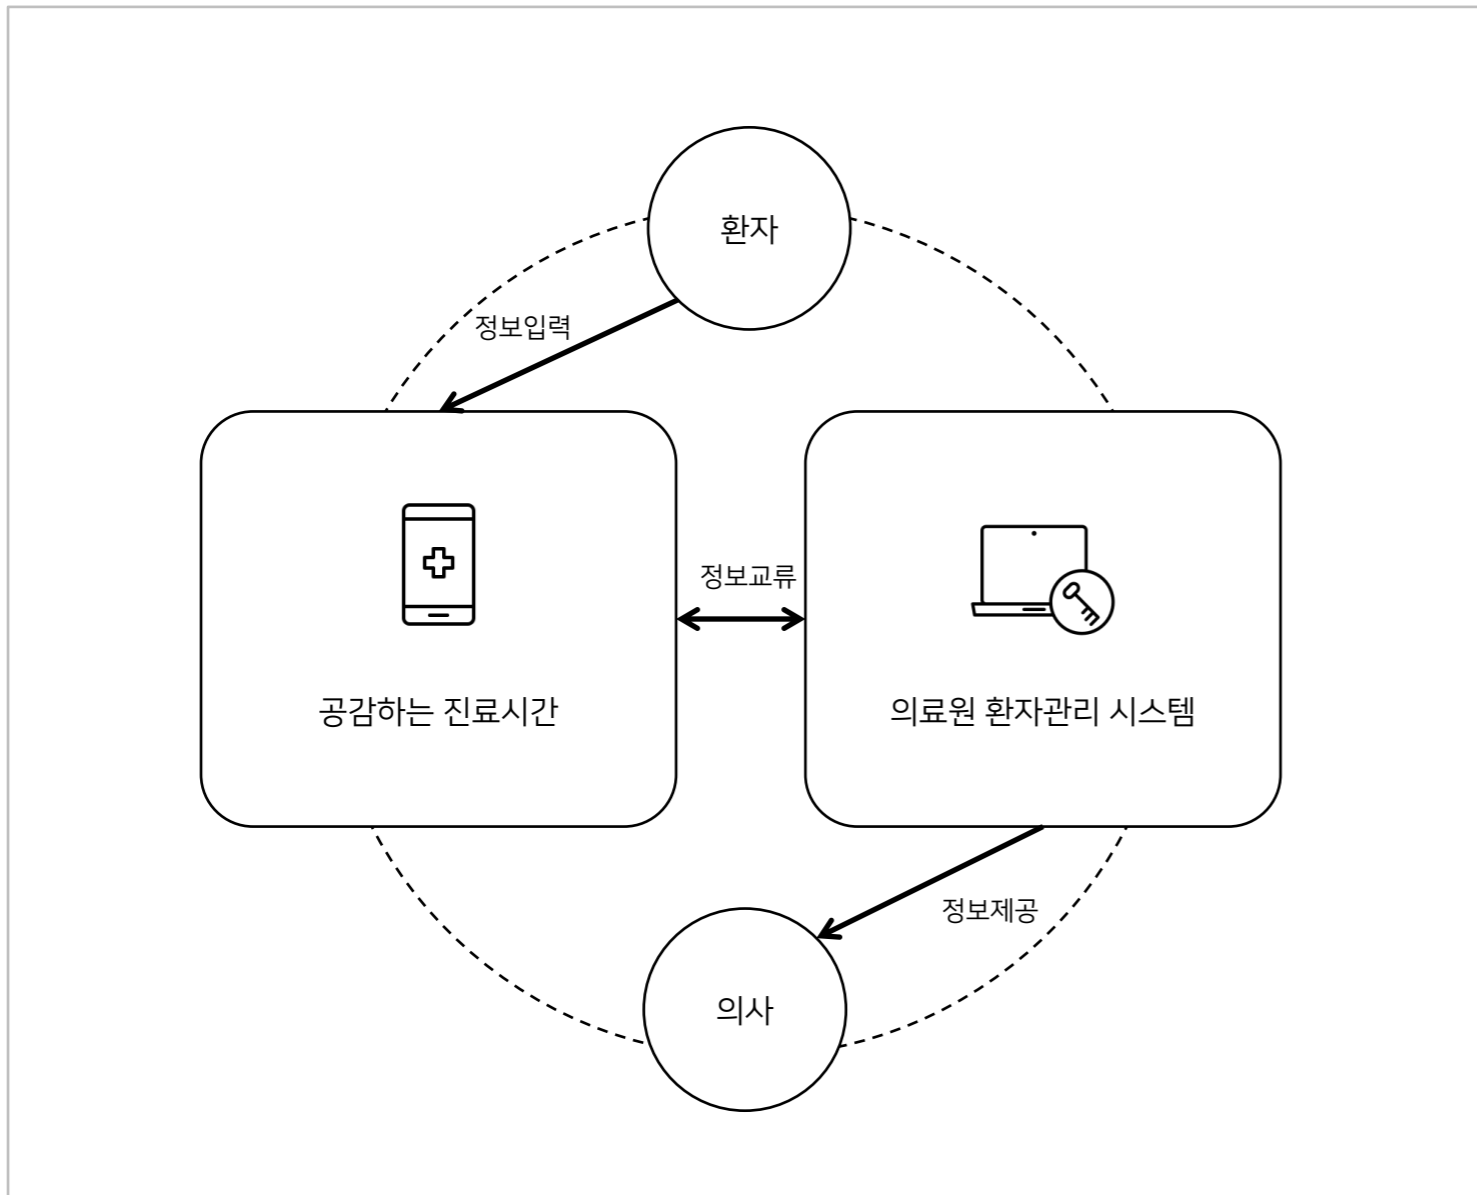 환자
정보입력
정보교류
공감하는 진료시간
의료원 환자관리 시스템
정보제공
의사